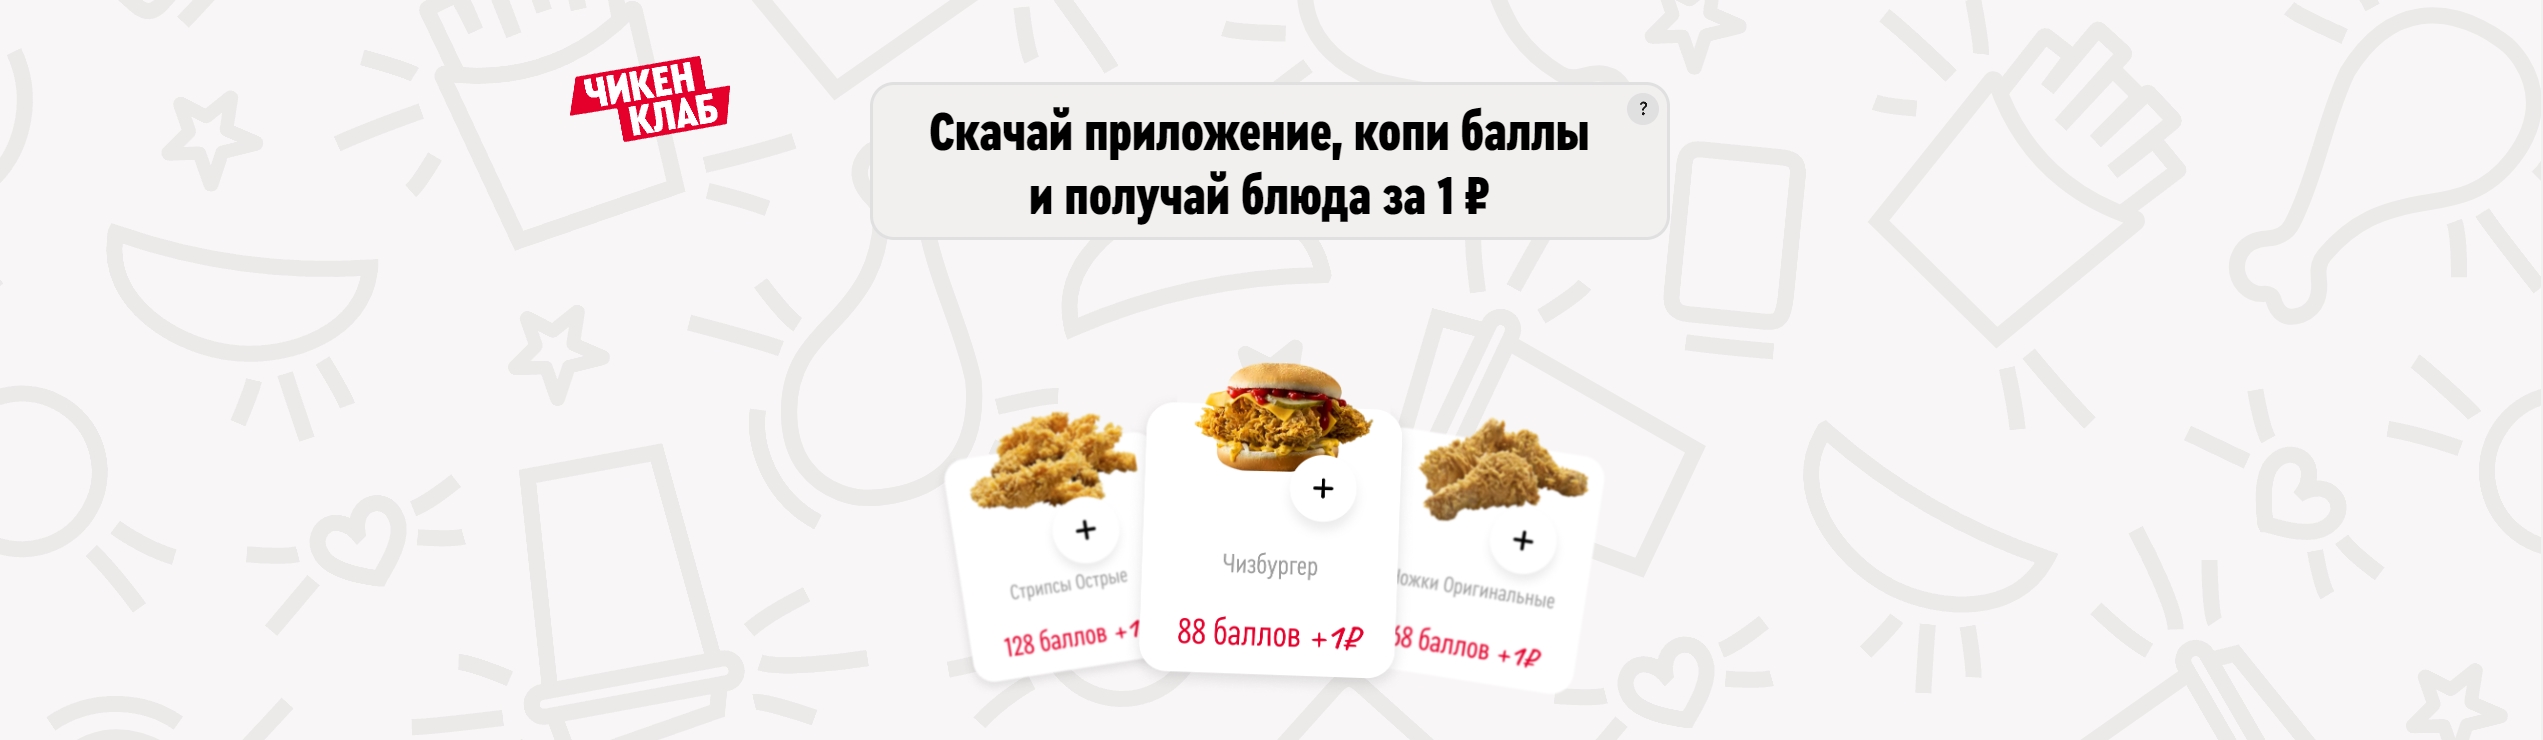 ЧИКЕН
КЛАБ
Скачай приложение, копи баллы
и получай блюда за 1 ₽
?
+
+
+
Стрипсы Острые
Чизбургер
Оригинальные
128 баллов +1
88 баллов +1₽
баллов +1₽